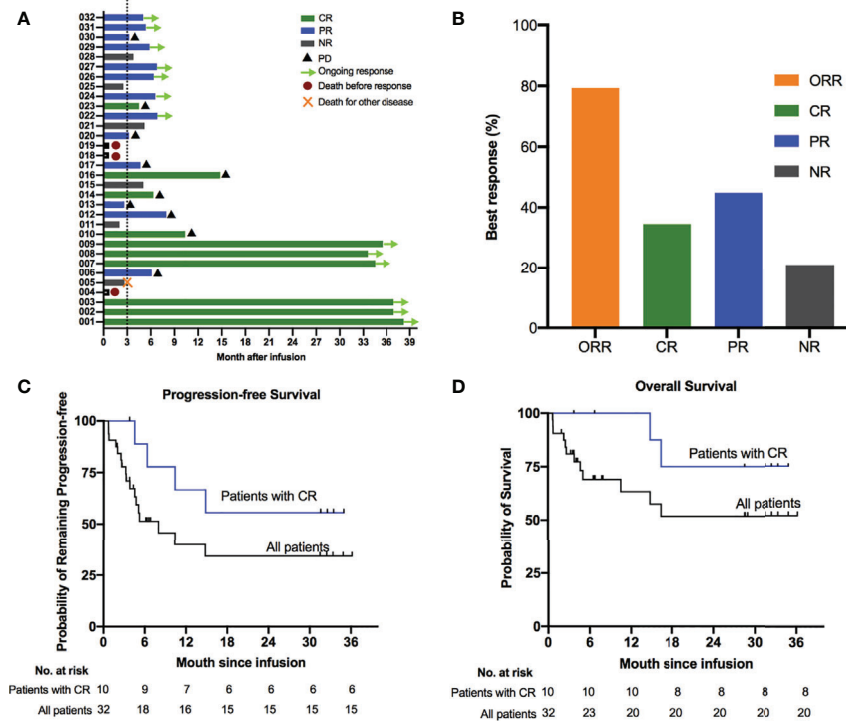 A
032
031
030
029
028
027
026
025
024
023
022
021
020
019
018
017
016
015
014
013
012
011
010
009
008
007
006
005
004
003
002
001
0 3 6 9 12 15 18 21 24 27 30 33 36 39
Month after infusion
CR
PR
NR
PD
Ongoing response
Death before response
Death for other disease
B
Best response (%)
100
80
60
40
20
0
ORR CR PR NR
ORR
CR
PR
NR
C
Progression-free Survival
Probability of Remaining Progression-free
100
75
50
25
0
Patients with CR
All patients
0 6 12 18 24 30 36
Mouth since infusion
No. at risk
Patients with CR 10 9 7 6 6 6 6
All patients 32 18 16 15 15 15 15
D
Overall Survival
Probability of Survival
100
75
50
25
0
Patients with CR
All patients
0 6 12 18 24 30 36
Mouth since infusion
No. at risk
Patients with CR 10 10 10 8 8 8 8
All patients 32 23 20 20 20 20 20